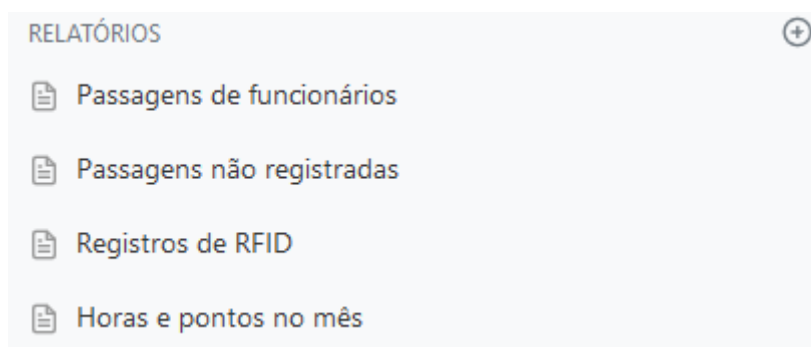 RELATÓRIOS
Passagens de funcionários
Passagens não registradas
Registros de RFID
Horas e pontos no mês